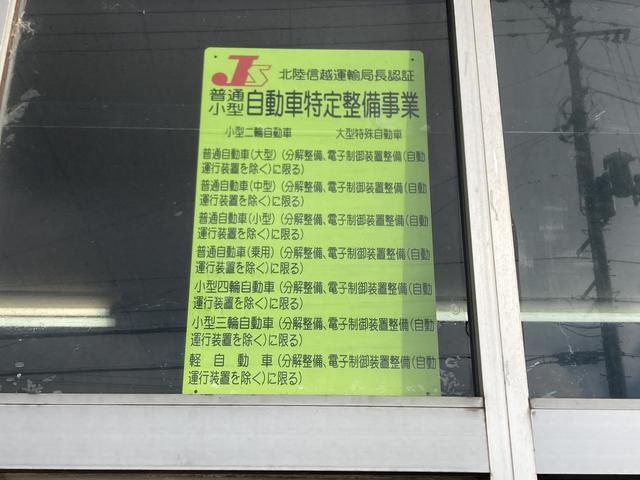 JS 北陸信越運輸局長認証
普通
小型 自動車特定整備事業
小型二輪自動車 大型特殊自動車
普通自動車(大型)(分解整備、電子制御装置整備(自動
運行装置を除く)に限る)
普通自動車(中型)(分解整備、電子制御装置整備(自動
運行装置を除く)に限る)
普通自動車(小型)(分解整備、電子制御装置整備(自動
運行装置を除く)に限る)
普通自動車(乗用)(分解整備、電子制御装置整備(自動
運行装置を除く)に限る)
小型四輪自動車(分解整備、電子制御装置整備(自動
運行装置を除く)に限る)
小型三輪自動車(分解整備、電子制御装置整備(自動
運行装置を除く)に限る)
軽自動車(分解整備、電子制御装置整備(自動
運行装置を除く)に限る)